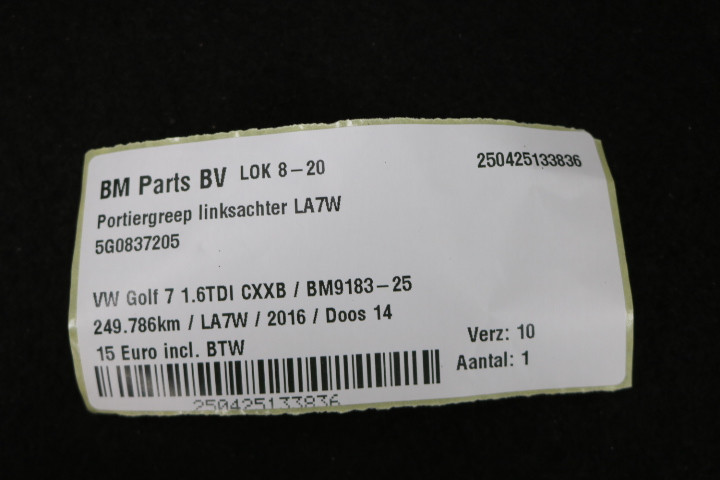 BM Parts BV LOK 8-20
250425133836
Portiergreep linksachter LA7W
5G0837205
VW Golf 7 1.6TDI CXXB / BM9183-25
249.786km / LA7W / 2016 / Doos 14
Verz: 10
15 Euro incl. BTW
Aantal: 1
250425133836